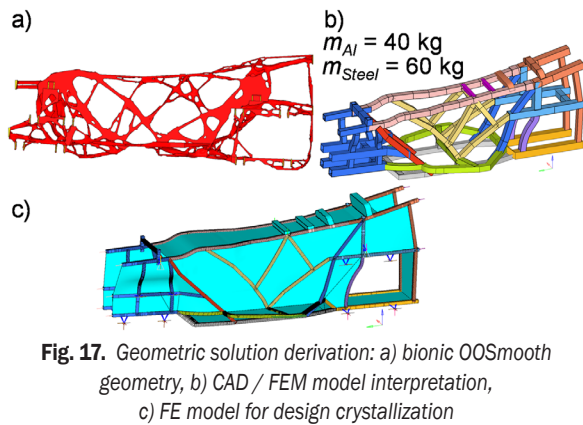 a)
b)
m_Al = 40 kg
m_Steel = 60 kg
c)
Fig. 17. Geometric solution derivation: a) bionic OOSmooth
geometry, b) CAD / FEM model interpretation,
c) FE model for design crystallization